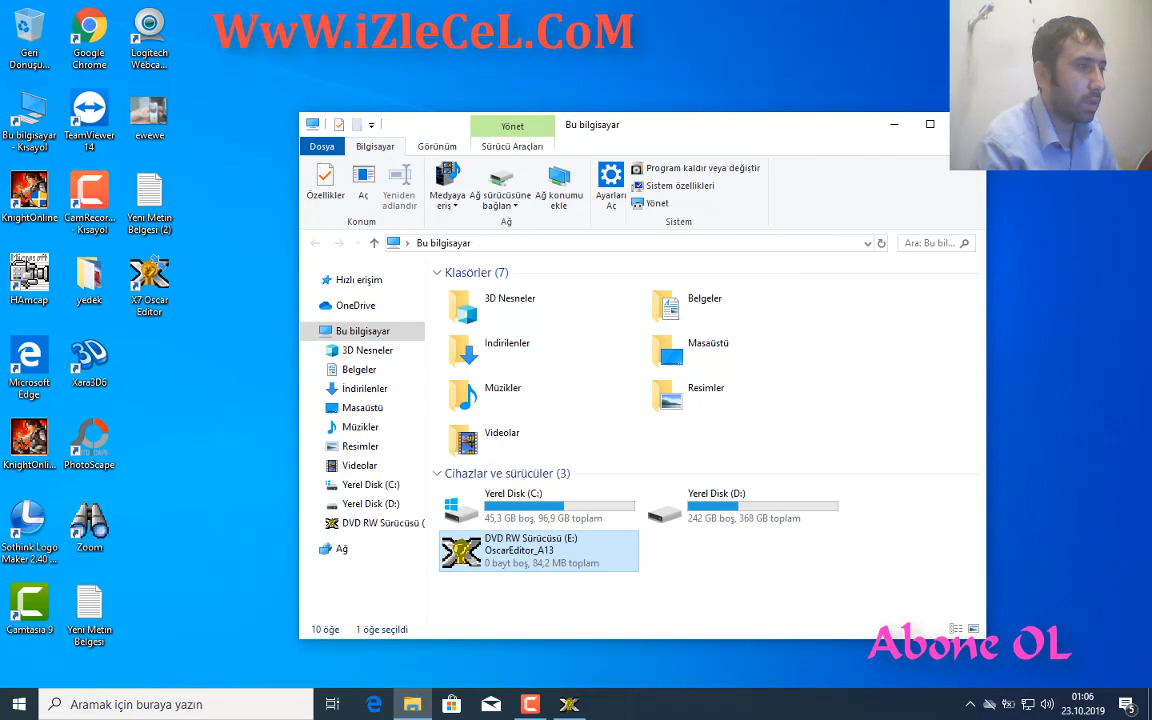 WwW.iZleCeL.CoM
Geri
Dönüşü...
Google
Chrome
Logitech
Webca...
Bu bilgisayar
- Kısayol
TeamViewer
14
ewewe
KnightOnline
CamRecor...
- Kısayol
Yeni Metin
Belgesi (2)
HAmcap
yedek
X7 Oscar
Editor
Microsoft
Edge
Xara3D6
KnightOnli...
PhotoScape
Sothink Logo
Maker 2.40 ...
Zoom
Camtasia 9
Yeni Metin
Belgesi
Yönet
Bu bilgisayar
Dosya
Bilgisayar
Görünüm
Sürücü Araçları
Özellikler
Aç
Yeniden
adlandır
Medyaya
eriş
Ağ sürücüsüne
bağlan
Ağ konumu
ekle
Ayarları
Aç
Program kaldır veya değiştir
Sistem özellikleri
Yönet
Konum
Ağ
Sistem
Bu bilgisayar
Ara: Bu bil...
Hızlı erişim
OneDrive
Bu bilgisayar
3D Nesneler
Belgeler
İndirilenler
Masaüstü
Müzikler
Resimler
Videolar
Yerel Disk (C:)
Yerel Disk (D:)
DVD RW Sürücüsü (
Ağ
Klasörler (7)
3D Nesneler
Belgeler
İndirilenler
Masaüstü
Müzikler
Resimler
Videolar
Cihazlar ve sürücüler (3)
Yerel Disk (C:)
45,3 GB boş, 96,9 GB toplam
Yerel Disk (D:)
242 GB boş, 368 GB toplam
DVD RW Sürücüsü (E:)
OscarEditor_A13
0 bayt boş, 84,2 MB toplam
10 öğe
1 öğe seçildi
Abone OL
Aramak için buraya yazın
01:06
23.10.2019
5